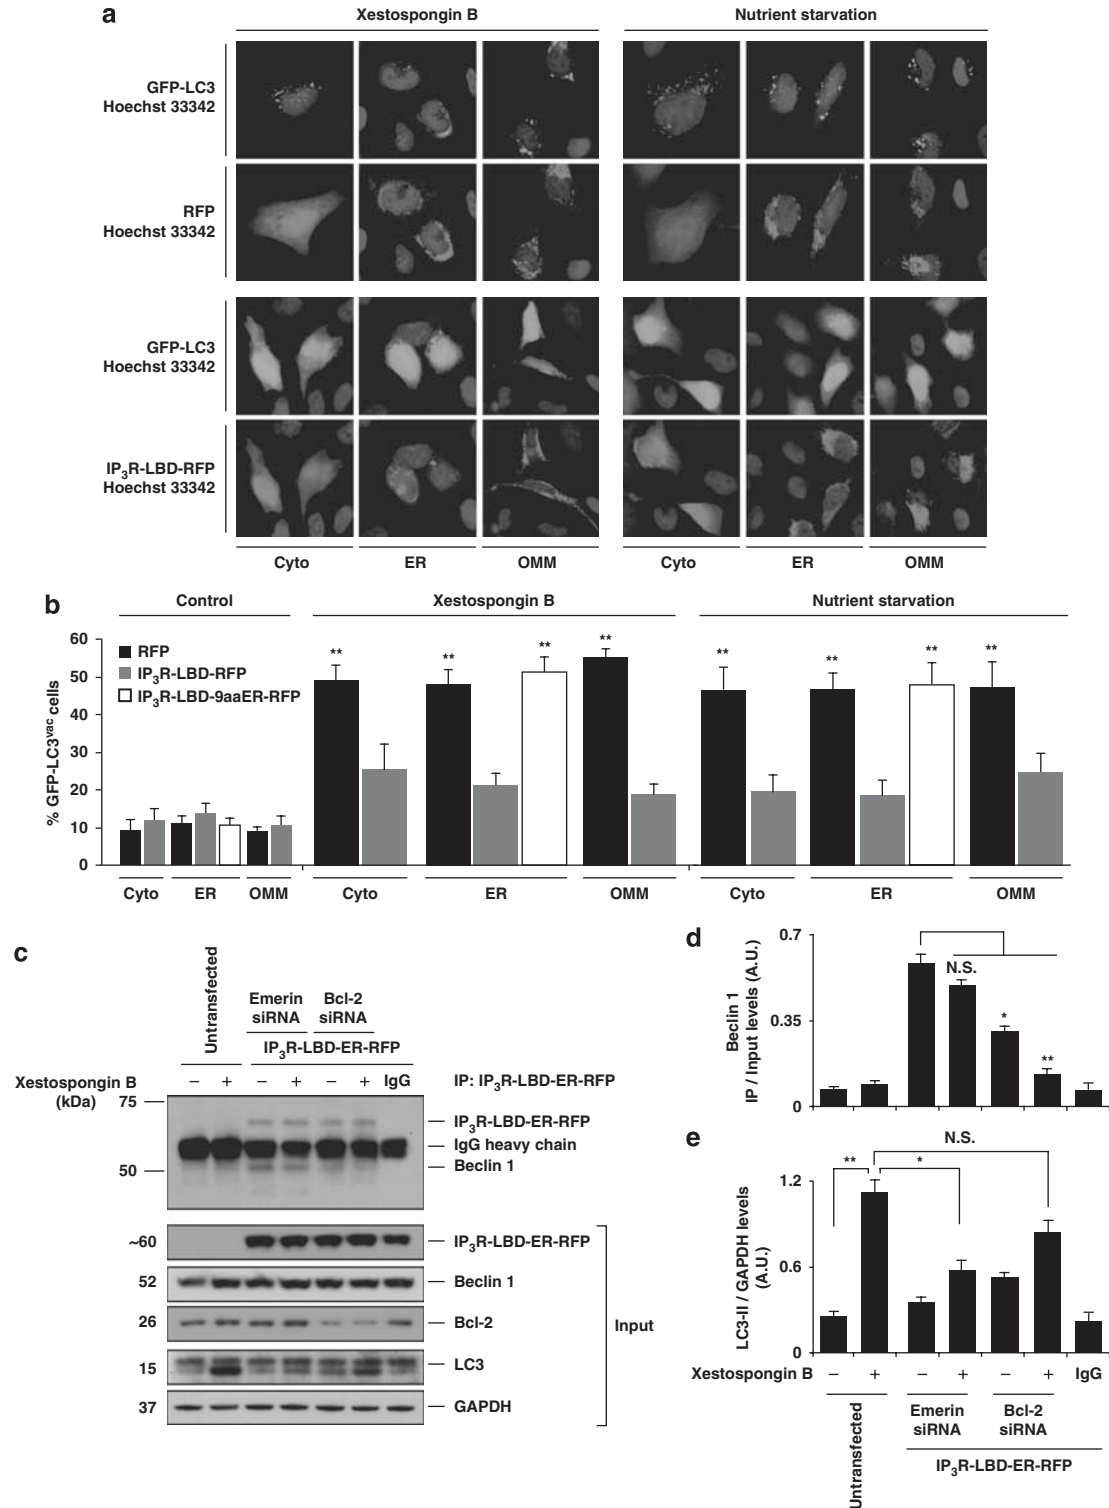 a
Xestospongin B
Nutrient starvation
GFP-LC3
Hoechst 33342
RFP
Hoechst 33342
GFP-LC3
Hoechst 33342
IP3R-LBD-RFP
Hoechst 33342
Cyto
ER
OMM
Cyto
ER
OMM
b
Control
Xestospongin B
Nutrient starvation
% GFP-LC3vac cells
60
50
40
30
20
10
0
RFP
IP3R-LBD-RFP
IP3R-LBD-9aaER-RFP
**
**
**
**
**
**
**
**
Cyto
ER
OMM
Cyto
ER
OMM
Cyto
ER
OMM
c
Untransfected
Emerin
siRNA
Bcl-2
siRNA
IP3R-LBD-ER-RFP
Xestospongin B
– + – + – + IgG
(kDa)
IP: IP3R-LBD-ER-RFP
75
50
IP3R-LBD-ER-RFP
IgG heavy chain
Beclin 1
~60
IP3R-LBD-ER-RFP
52
Beclin 1
26
Bcl-2
15
LC3
37
GAPDH
Input
d
Beclin 1
IP / Input levels (A.U.)
0.7
0.35
0
N.S.
*
**
e
LC3-II / GAPDH levels
(A.U.)
1.2
0.6
0
N.S.
**
*
Xestospongin B
– + – + – + IgG
Untransfected
Emerin
siRNA
Bcl-2
siRNA
IP3R-LBD-ER-RFP